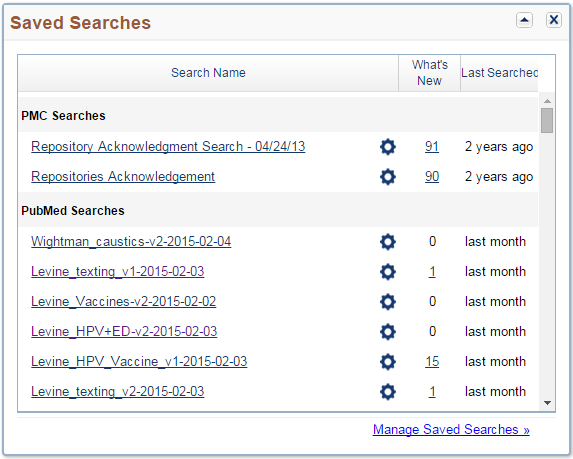 Saved Searches
Search Name What's New Last Searched
PMC Searches
Repository Acknowledgment Search - 04/24/13 91 2 years ago
Repositories Acknowledgement 90 2 years ago
PubMed Searches
Wightman_caustics-v2-2015-02-04 0 last month
Levine_texting_v1-2015-02-03 1 last month
Levine_Vaccines-v2-2015-02-02 0 last month
Levine_HPV+ED-v2-2015-02-03 0 last month
Levine_HPV_Vaccine_v1-2015-02-03 15 last month
Levine_texting_v2-2015-02-03 1 last month
Manage Saved Searches »